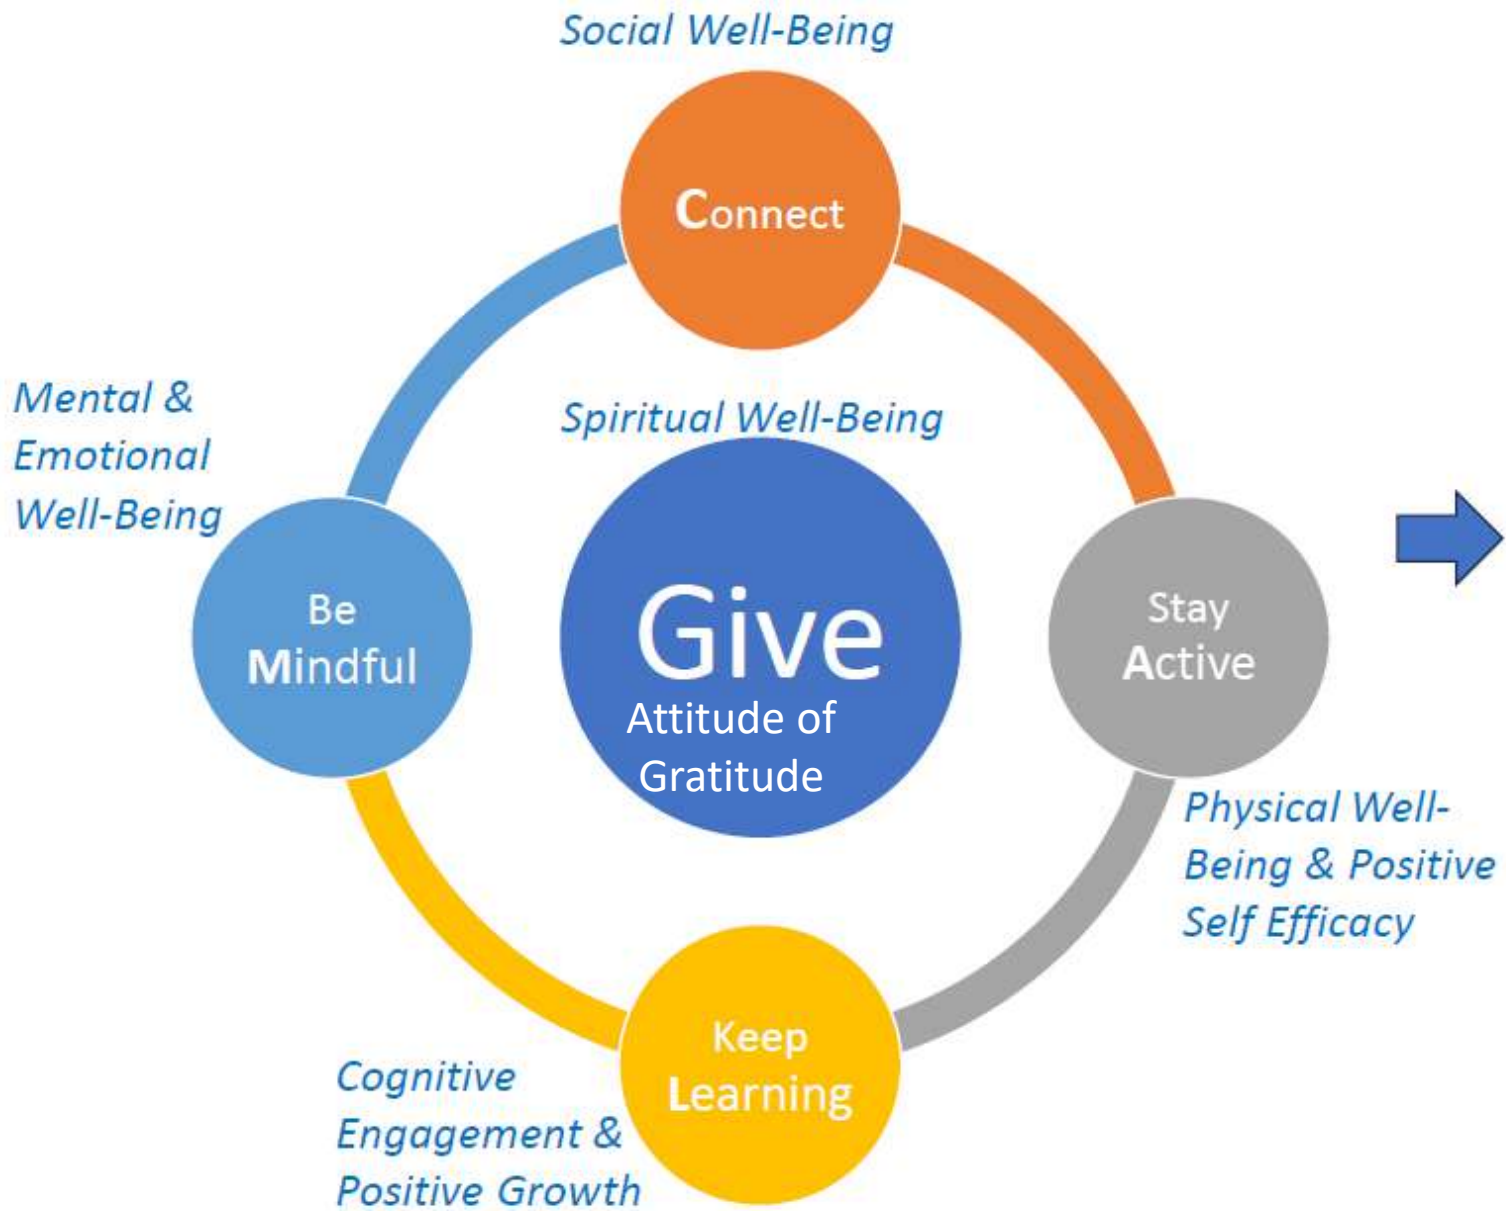 Social Well-Being
Connect
Mental &
Emotional
Well-Being
Spiritual Well-Being
Be
Mindful
Give
Attitude of
Gratitude
Stay
Active
Physical Well-
Being & Positive
Self Efficacy
Keep
Learning
Cognitive
Engagement &
Positive Growth